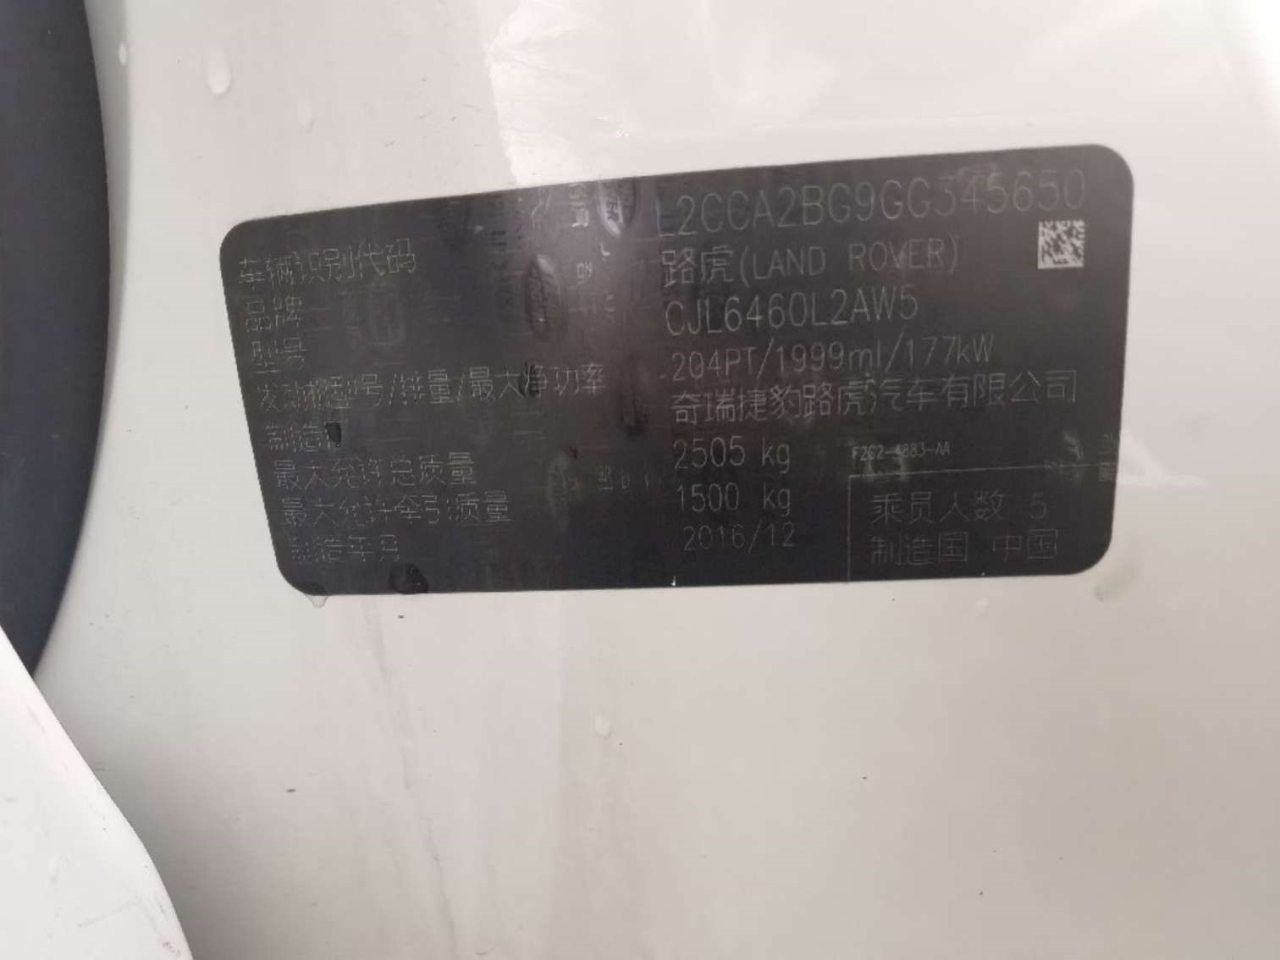 车辆识别代码 L2CCA2BG9GG345650
品牌 路虎(LAND ROVER)
型号 CJL6460L2AW5
发动机型号/排量/最大净功率 204PT/1999ml/177kW
制造 奇瑞捷豹路虎汽车有限公司
最大允许总质量 2505 kg
最大允许牵引质量 1500 kg
制造年月 2016/12
乘员人数 5
制造国 中国